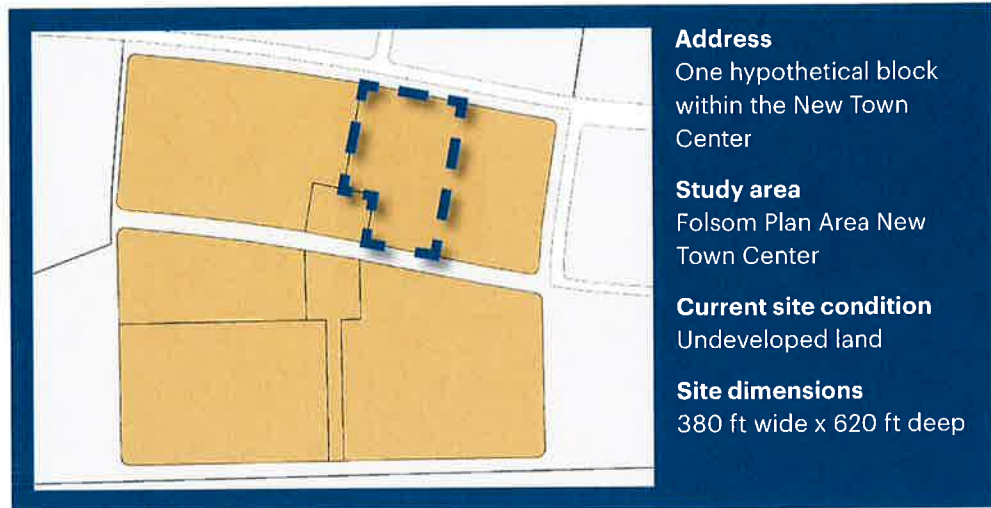 Address
One hypothetical block
within the New Town
Center
Study area
Folsom Plan Area New
Town Center
Current site condition
Undeveloped land
Site dimensions
380 ft wide x 620 ft deep